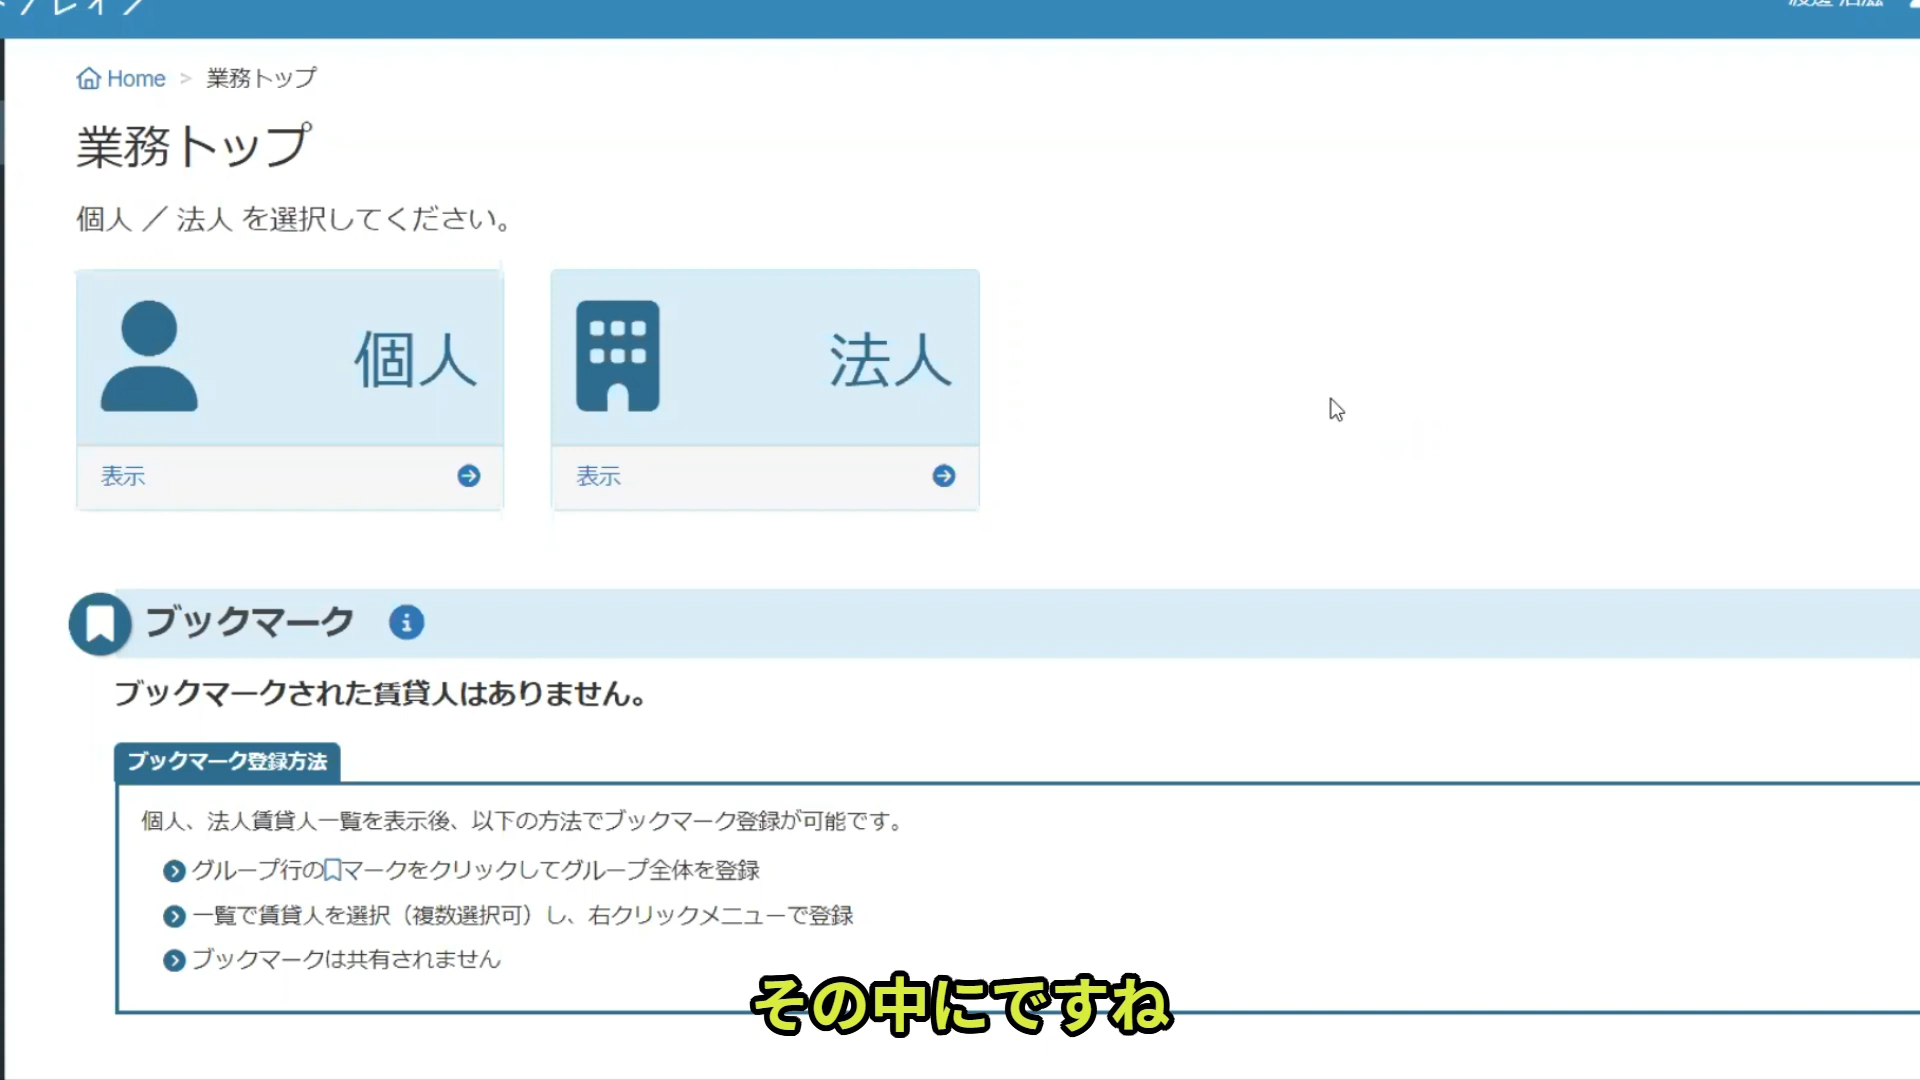 Home > 業務トップ
業務トップ
個人 ／ 法人 を選択してください。
個人
法人
表示
表示
ブックマーク
ブックマークされた賃貸人はありません。
ブックマーク登録方法
個人、法人賃貸人一覧を表示後、以下の方法でブックマーク登録が可能です。
グループ行のマークをクリックしてグループ全体を登録
一覧で賃貸人を選択（複数選択可）し、右クリックメニューで登録
ブックマークは共有されません
その中にですね